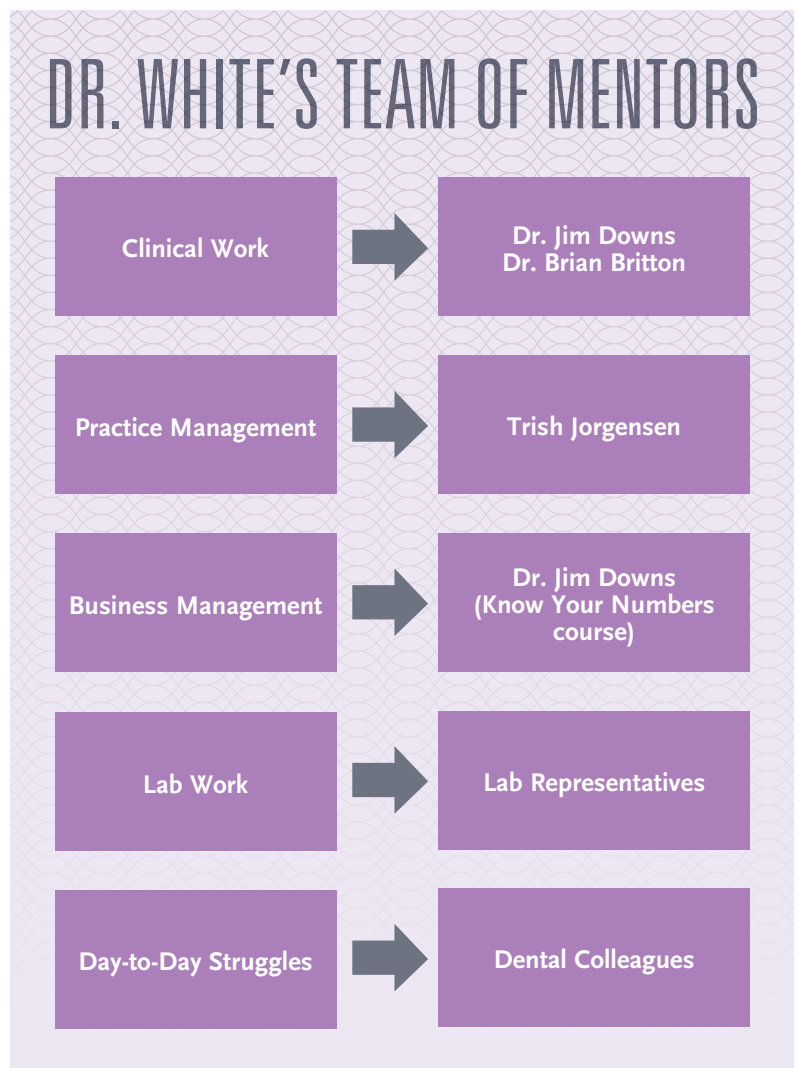 DR. WHITE'S TEAM OF MENTORS
Clinical Work
Dr. Jim Downs
Dr. Brian Britton
Practice Management
Trish Jorgensen
Business Management
Dr. Jim Downs
(Know Your Numbers
course)
Lab Work
Lab Representatives
Day-to-Day Struggles
Dental Colleagues